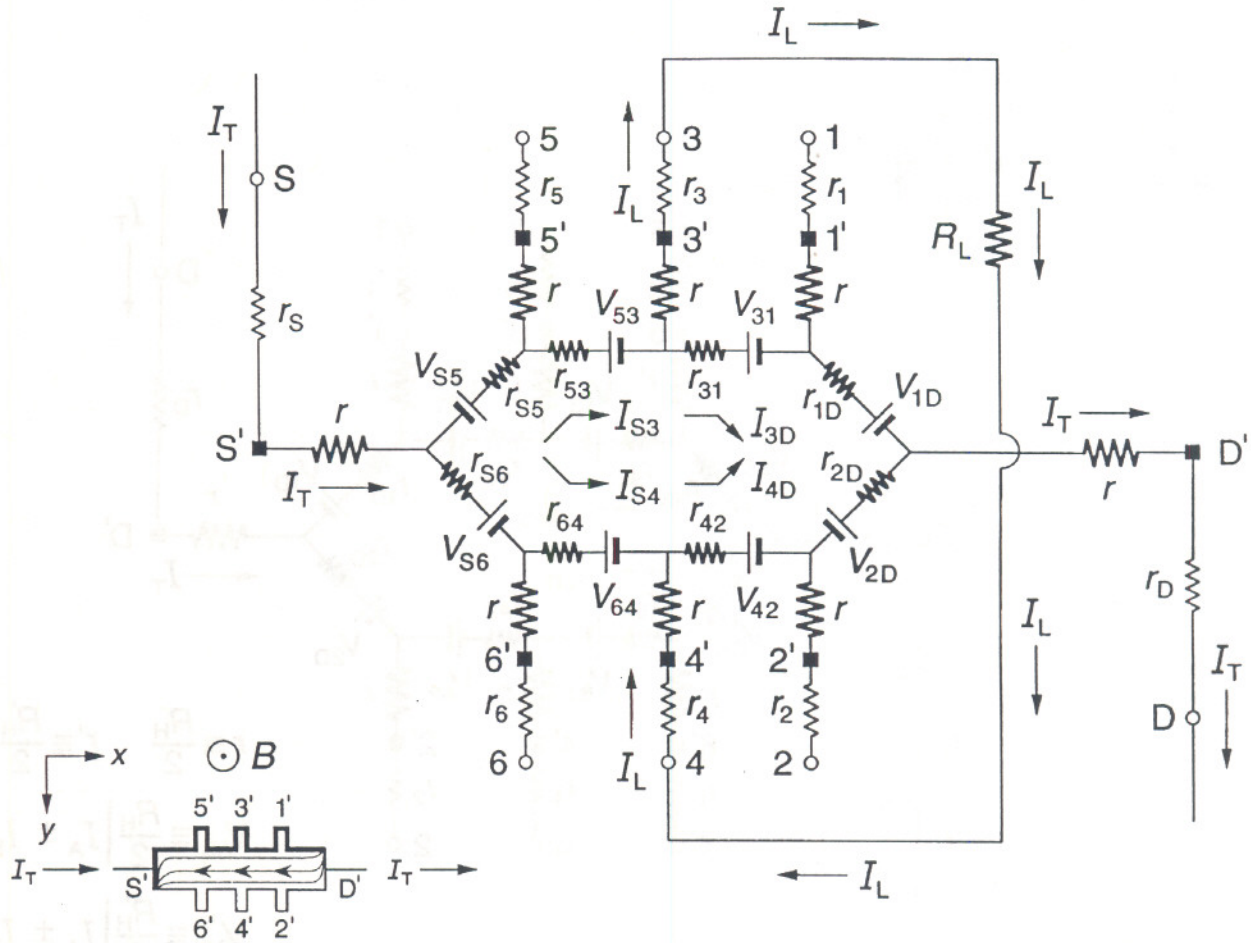 I_L
I_T
S
5
3
1
r_5
I_L
r_3
r_1
I_L
5'
3'
1'
R_L
r_S
r
r
r
V_53
V_31
V_S5
r_S5
r_53
r_31
r_1D
V_1D
S'
r
I_T
I_S3
I_3D
I_S4
I_4D
I_T
r
D'
r_S6
r_2D
V_S6
r_64
r_42
V_2D
V_64
V_42
r
r
r
r_D
6'
4'
2'
I_L
I_T
r_6
r_4
r_2
D
6
I_L
4
2
x
B
y
5' 3' 1'
I_T
S'
D'
I_T
6' 4' 2'
I_L